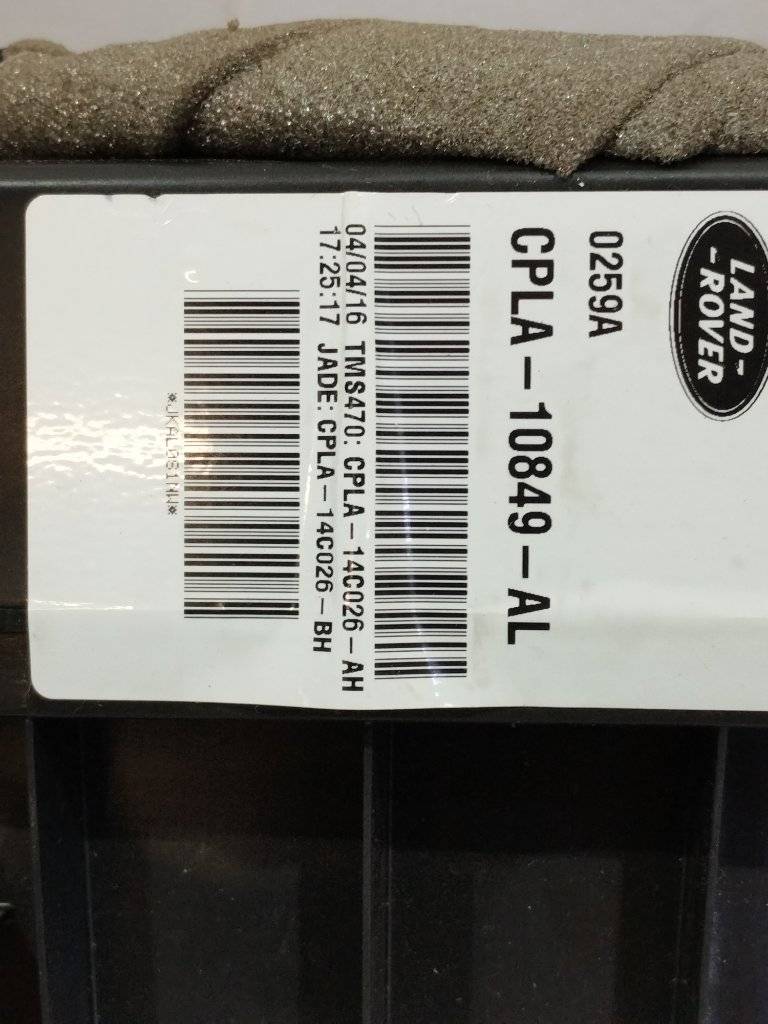 LAND-
-ROVER
0259A
CPLA-10849-AL
04/04/16 TMS470: CPLA-14C026-AH
17:25:17 JADE: CPLA-14C026-BH